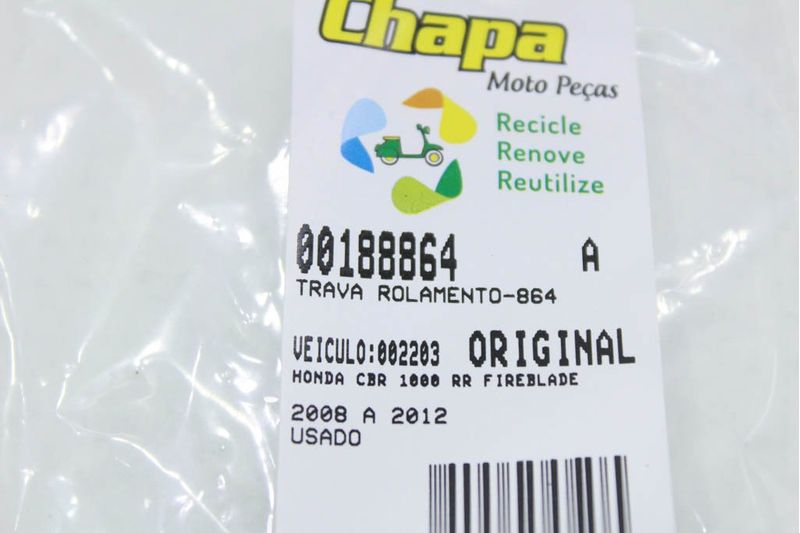 Chapa
Moto Peças
Recicle
Renove
Reutilize
00188864 A
TRAVA ROLAMENTO-864
VEICULO:002203 ORIGINAL
HONDA CBR 1000 RR FIREBLADE
2008 A 2012
USADO